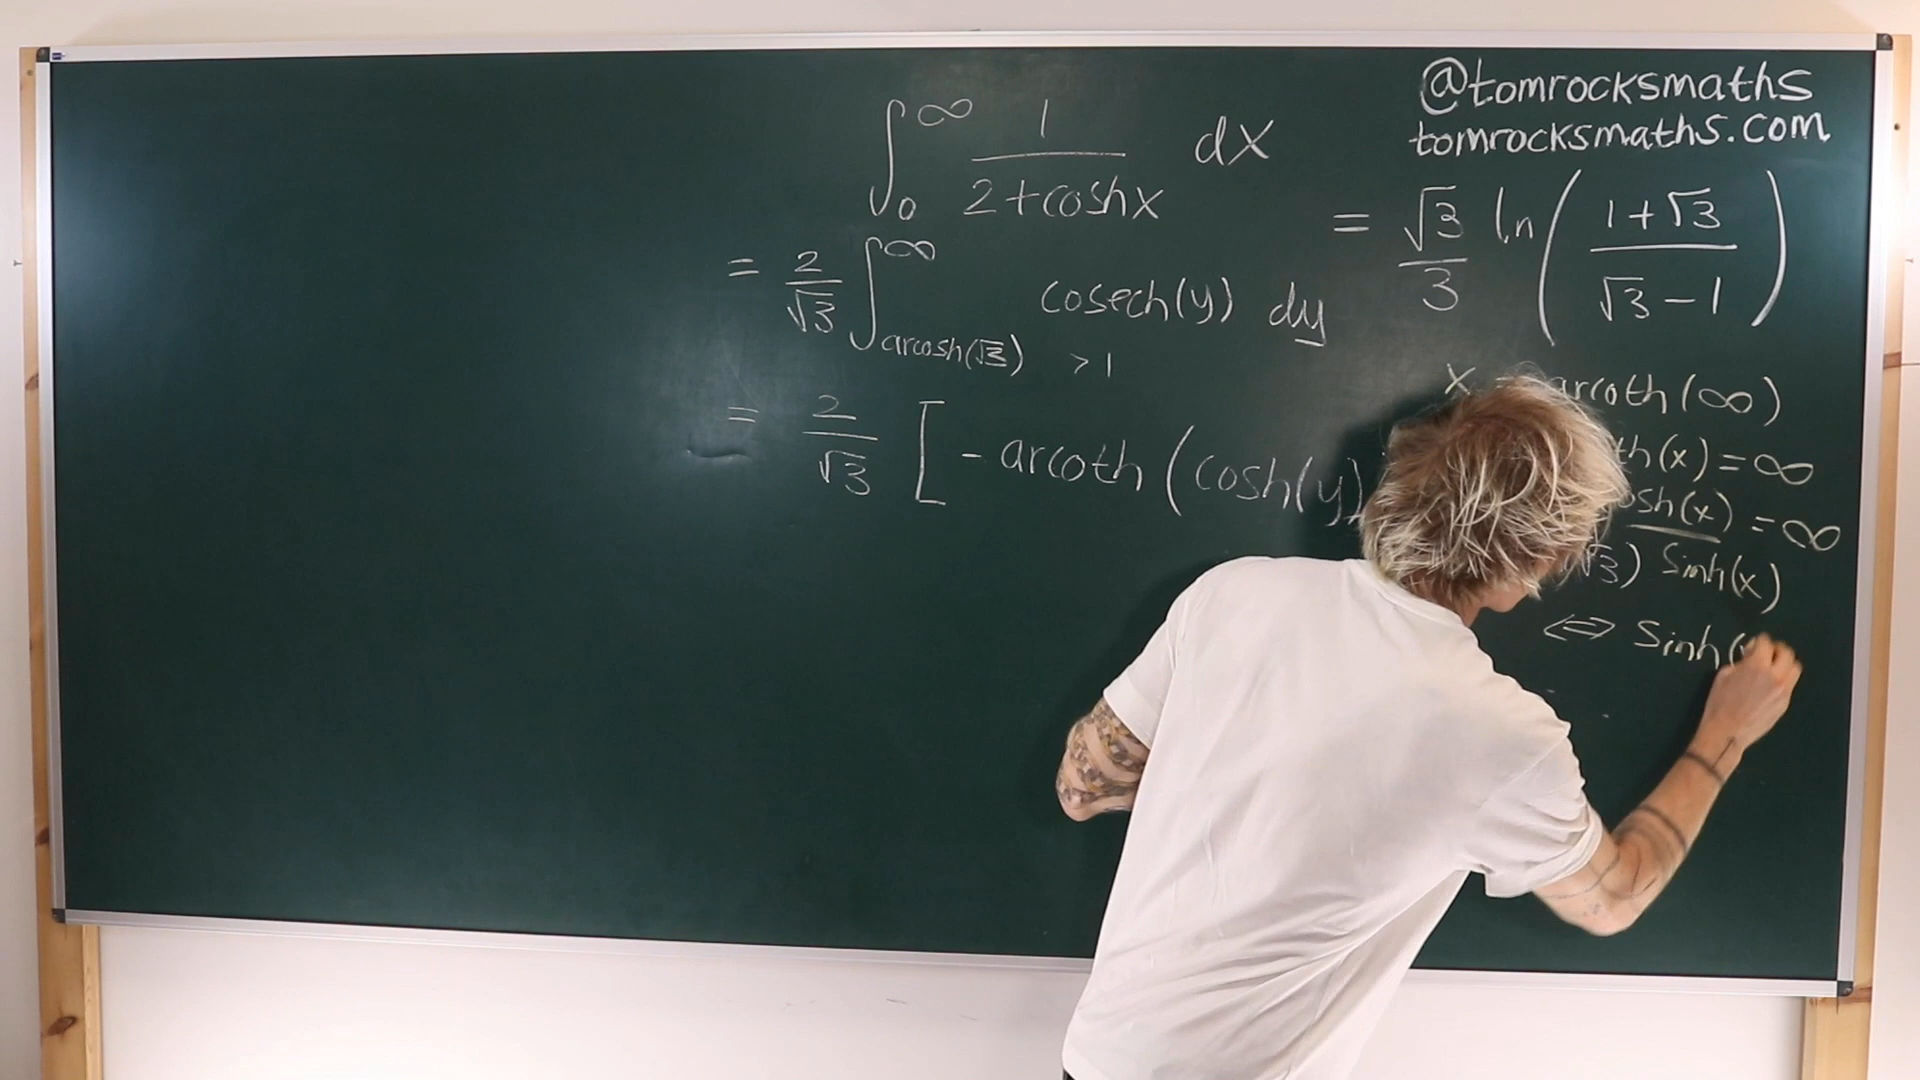 @tomrocksmaths
tomrocksmaths.com
∫₀^∞ 1/(2+coshx) dx
= √3/3 ln((1+√3)/(√3-1))
= 2/√3 ∫_{arcosh(√3)}^∞ cosech(y) dy
>1
= 2/√3 [-arcoth(cosh(y)
x = arcoth(∞)
th(x)=∞
osh(x) = ∞
√3) Sinh(x)
⇔ Sinh(